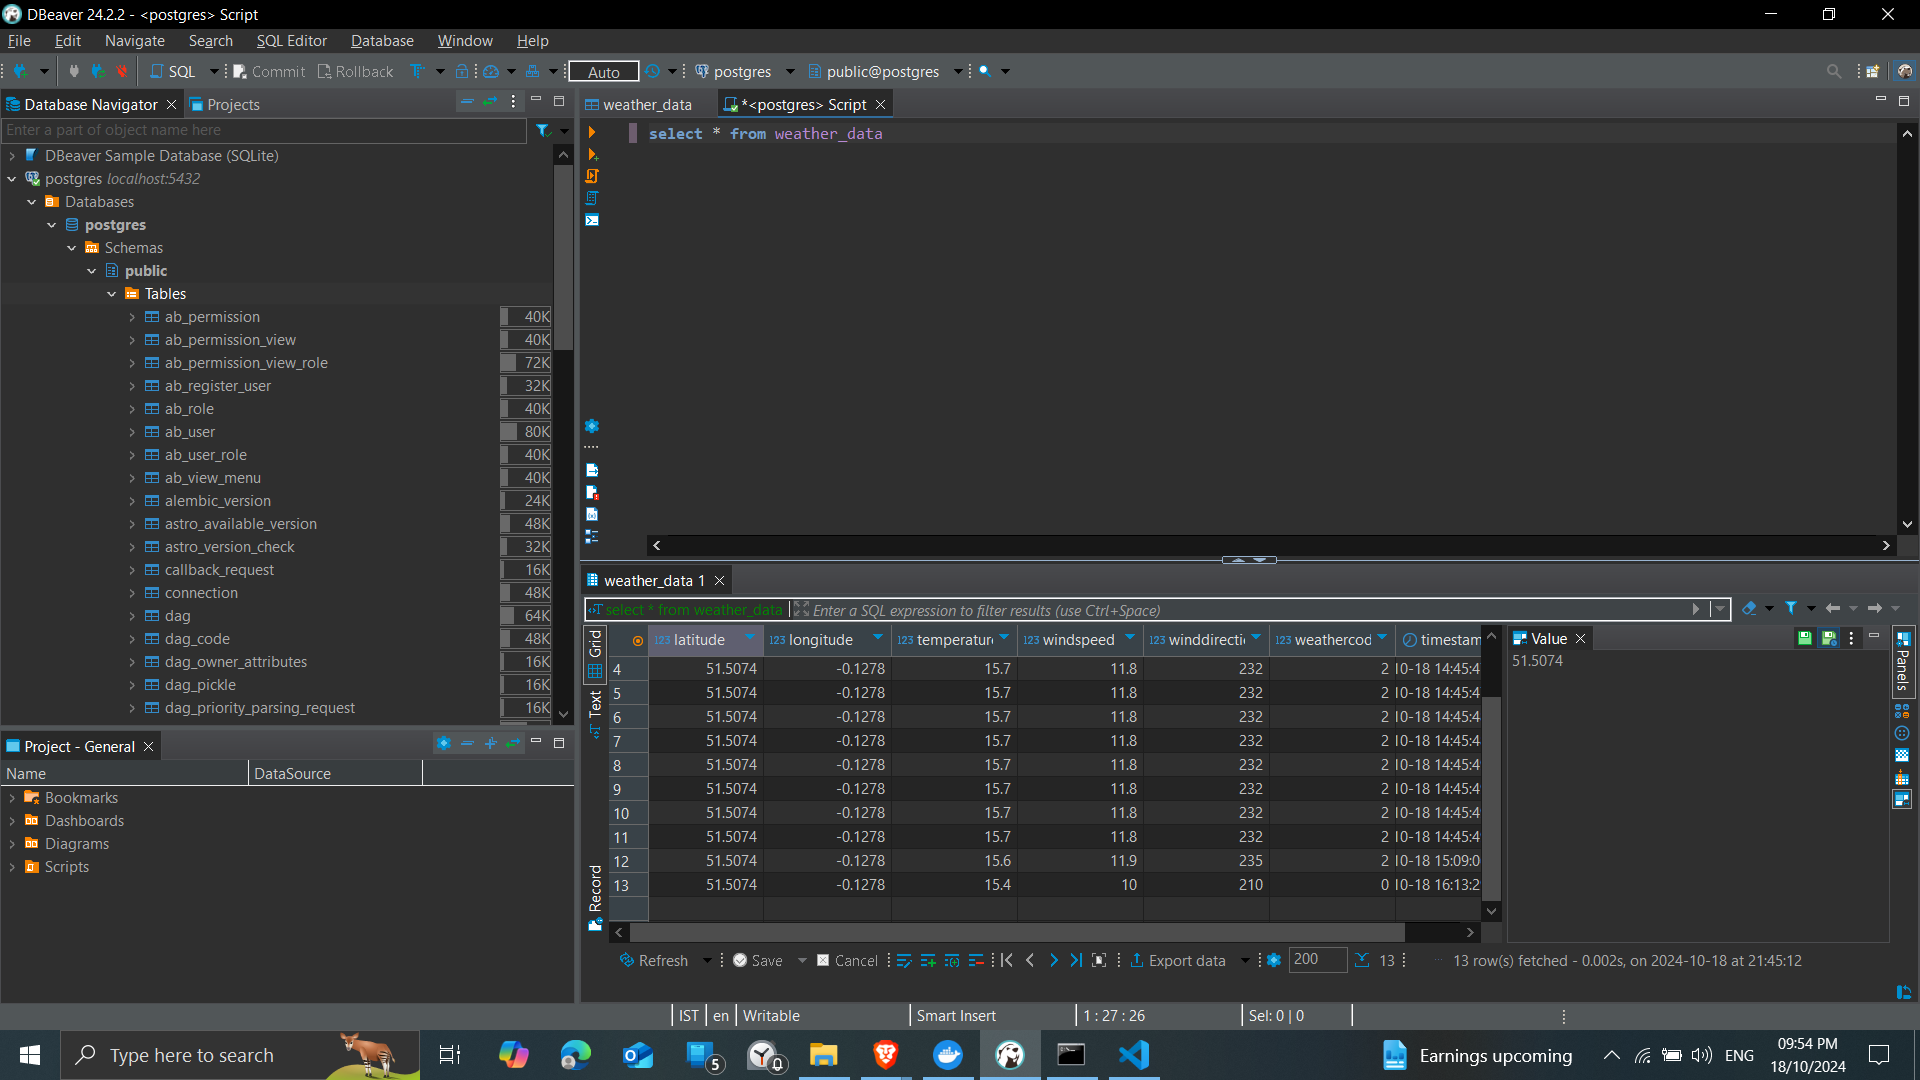 DBeaver 24.2.2 - <postgres> Script
File Edit Navigate Search SQL Editor Database Window Help
SQL Commit Rollback Auto postgres public@postgres
Database Navigator Projects
Enter a part of object name here
DBeaver Sample Database (SQLite)
postgres localhost:5432
Databases
postgres
Schemas
public
Tables
ab_permission 40K
ab_permission_view 40K
ab_permission_view_role 72K
ab_register_user 32K
ab_role 40K
ab_user 80K
ab_user_role 40K
ab_view_menu 40K
alembic_version 24K
astro_available_version 48K
astro_version_check 32K
callback_request 16K
connection 48K
dag 64K
dag_code 48K
dag_owner_attributes 16K
dag_pickle 16K
dag_priority_parsing_request 16K
Project - General
Name DataSource
Bookmarks
Dashboards
Diagrams
Scripts
weather_data *<postgres> Script
select * from weather_data
weather_data 1
select * from weather_data Enter a SQL expression to filter results (use Ctrl+Space)
Grid
Text
Record
123 latitude 123 longitude 123 temperatur 123 windspeed 123 winddirecti 123 weathercod timestam
4 51.5074 -0.1278 15.7 11.8 232 2 10-18 14:45:4
5 51.5074 -0.1278 15.7 11.8 232 2 10-18 14:45:4
6 51.5074 -0.1278 15.7 11.8 232 2 10-18 14:45:4
7 51.5074 -0.1278 15.7 11.8 232 2 10-18 14:45:4
8 51.5074 -0.1278 15.7 11.8 232 2 10-18 14:45:4
9 51.5074 -0.1278 15.7 11.8 232 2 10-18 14:45:4
10 51.5074 -0.1278 15.7 11.8 232 2 10-18 14:45:4
11 51.5074 -0.1278 15.7 11.8 232 2 10-18 14:45:4
12 51.5074 -0.1278 15.6 11.9 235 2 10-18 15:09:0
13 51.5074 -0.1278 15.4 10 210 0 10-18 16:13:2
Value
51.5074
Panels
Refresh Save Cancel Export data 200 13 13 row(s) fetched - 0.002s, on 2024-10-18 at 21:45:12
IST en Writable Smart Insert 1 : 27 : 26 Sel: 0 | 0
Type here to search
5
Earnings upcoming
ENG
09:54 PM
18/10/2024